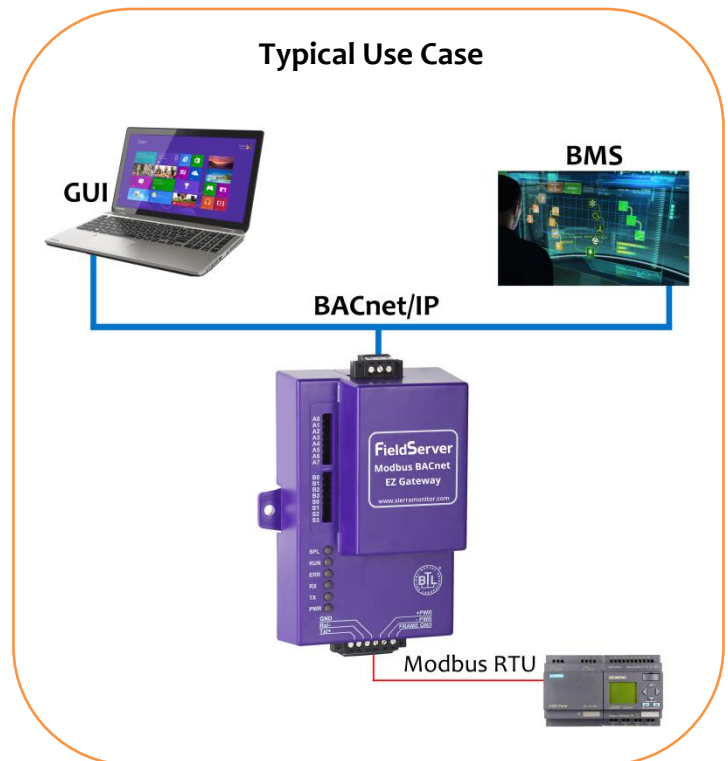 Typical Use Case
GUI
BMS
BACnet/IP
A0
A1
A2
A3
A4
A5
A6
A7
B0
B1
B2
B3
S0
S1
S2
S3
FieldServer
Modbus BACnet
EZ Gateway
www.sierramonitor.com
SPL
RUN
ERR
RX
TX
PWR
BTL
GND
Rx/-
Tx/+
+PWR
- PWR
FRAME GND
Modbus RTU
SIEMENS